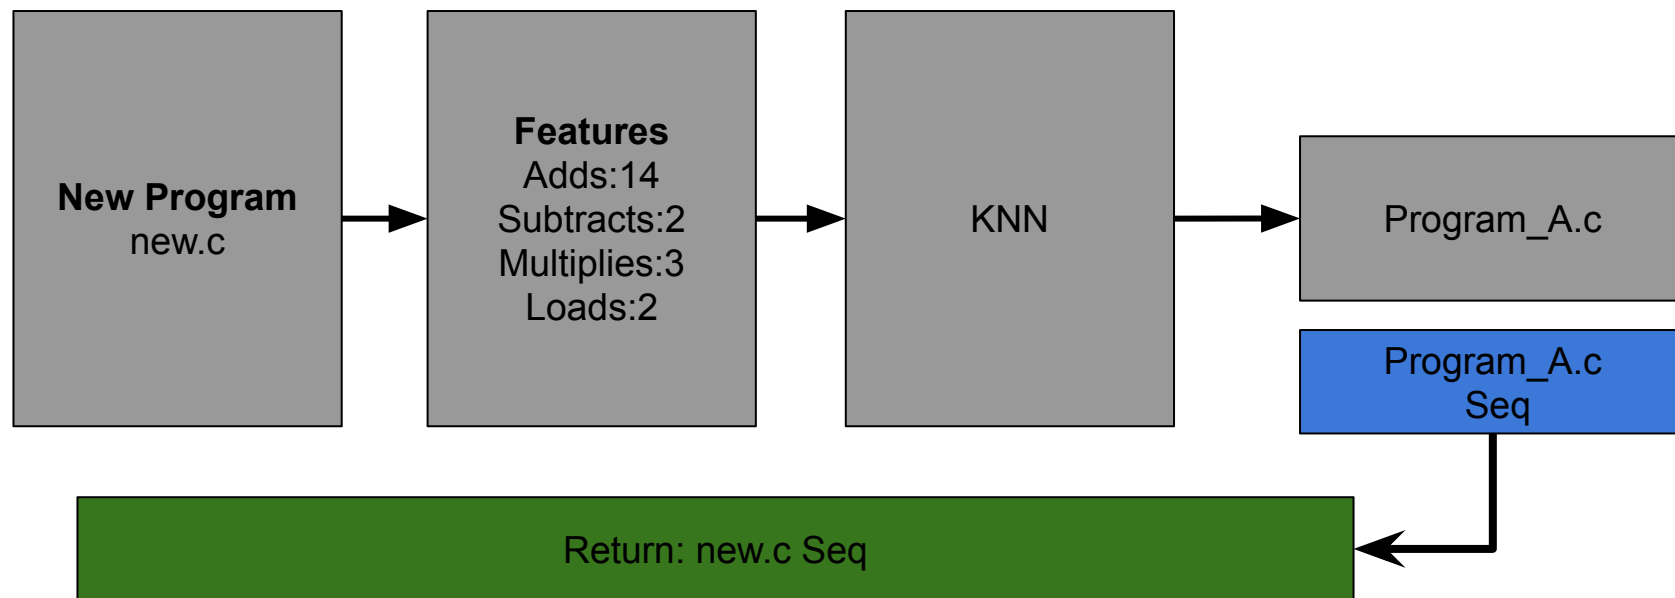 New Program
new.c
Features
Adds:14
Subtracts:2
Multiplies:3
Loads:2
KNN
Program_A.c
Program_A.c
Seq
Return: new.c Seq